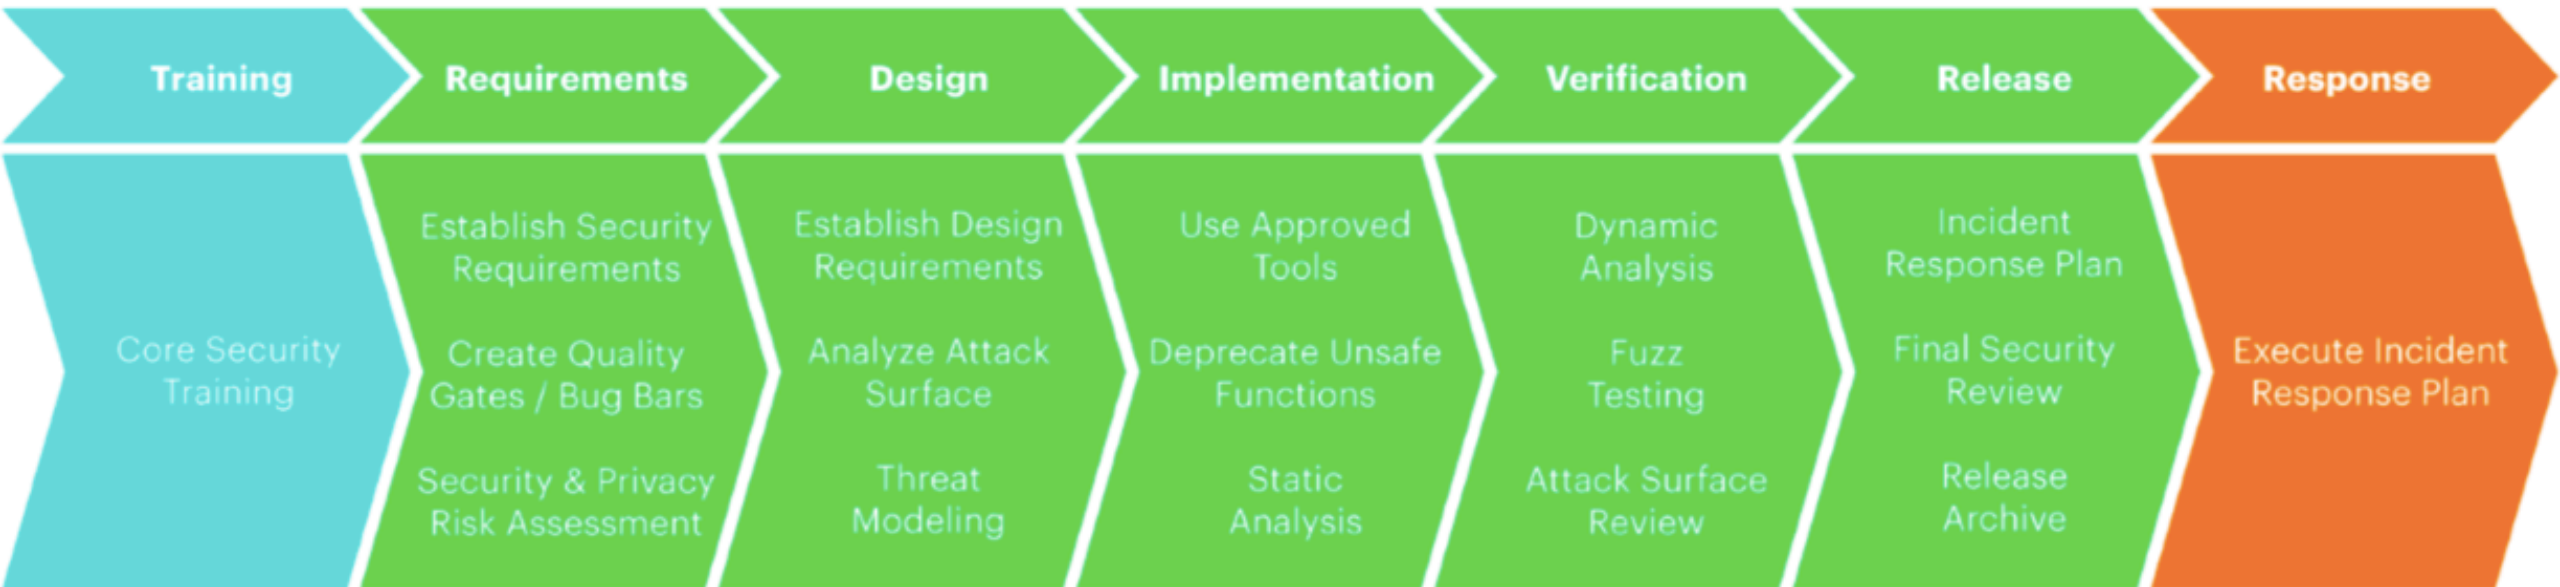 Training
Requirements
Design
Implementation
Verification
Release
Response
Core Security
Training
Establish Security
Requirements
Create Quality
Gates / Bug Bars
Security & Privacy
Risk Assessment
Establish Design
Requirements
Analyze Attack
Surface
Threat
Modeling
Use Approved
Tools
Deprecate Unsafe
Functions
Static
Analysis
Dynamic
Analysis
Fuzz
Testing
Attack Surface
Review
Incident
Response Plan
Final Security
Review
Release
Archive
Execute Incident
Response Plan